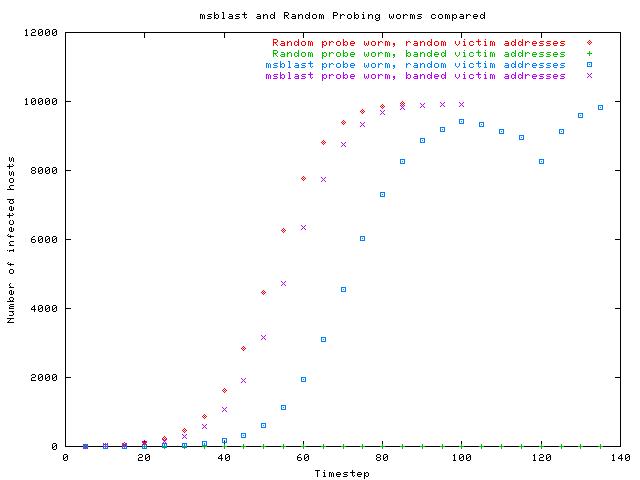 msblast and Random Probing worms compared
Random probe worm, random victim addresses
Random probe worm, banded victim addresses
msblast probe worm, random victim addresses
msblast probe worm, banded victim addresses
Number of infected hosts
12000
10000
8000
6000
4000
2000
0
0 20 40 60 80 100 120 140
Timestep